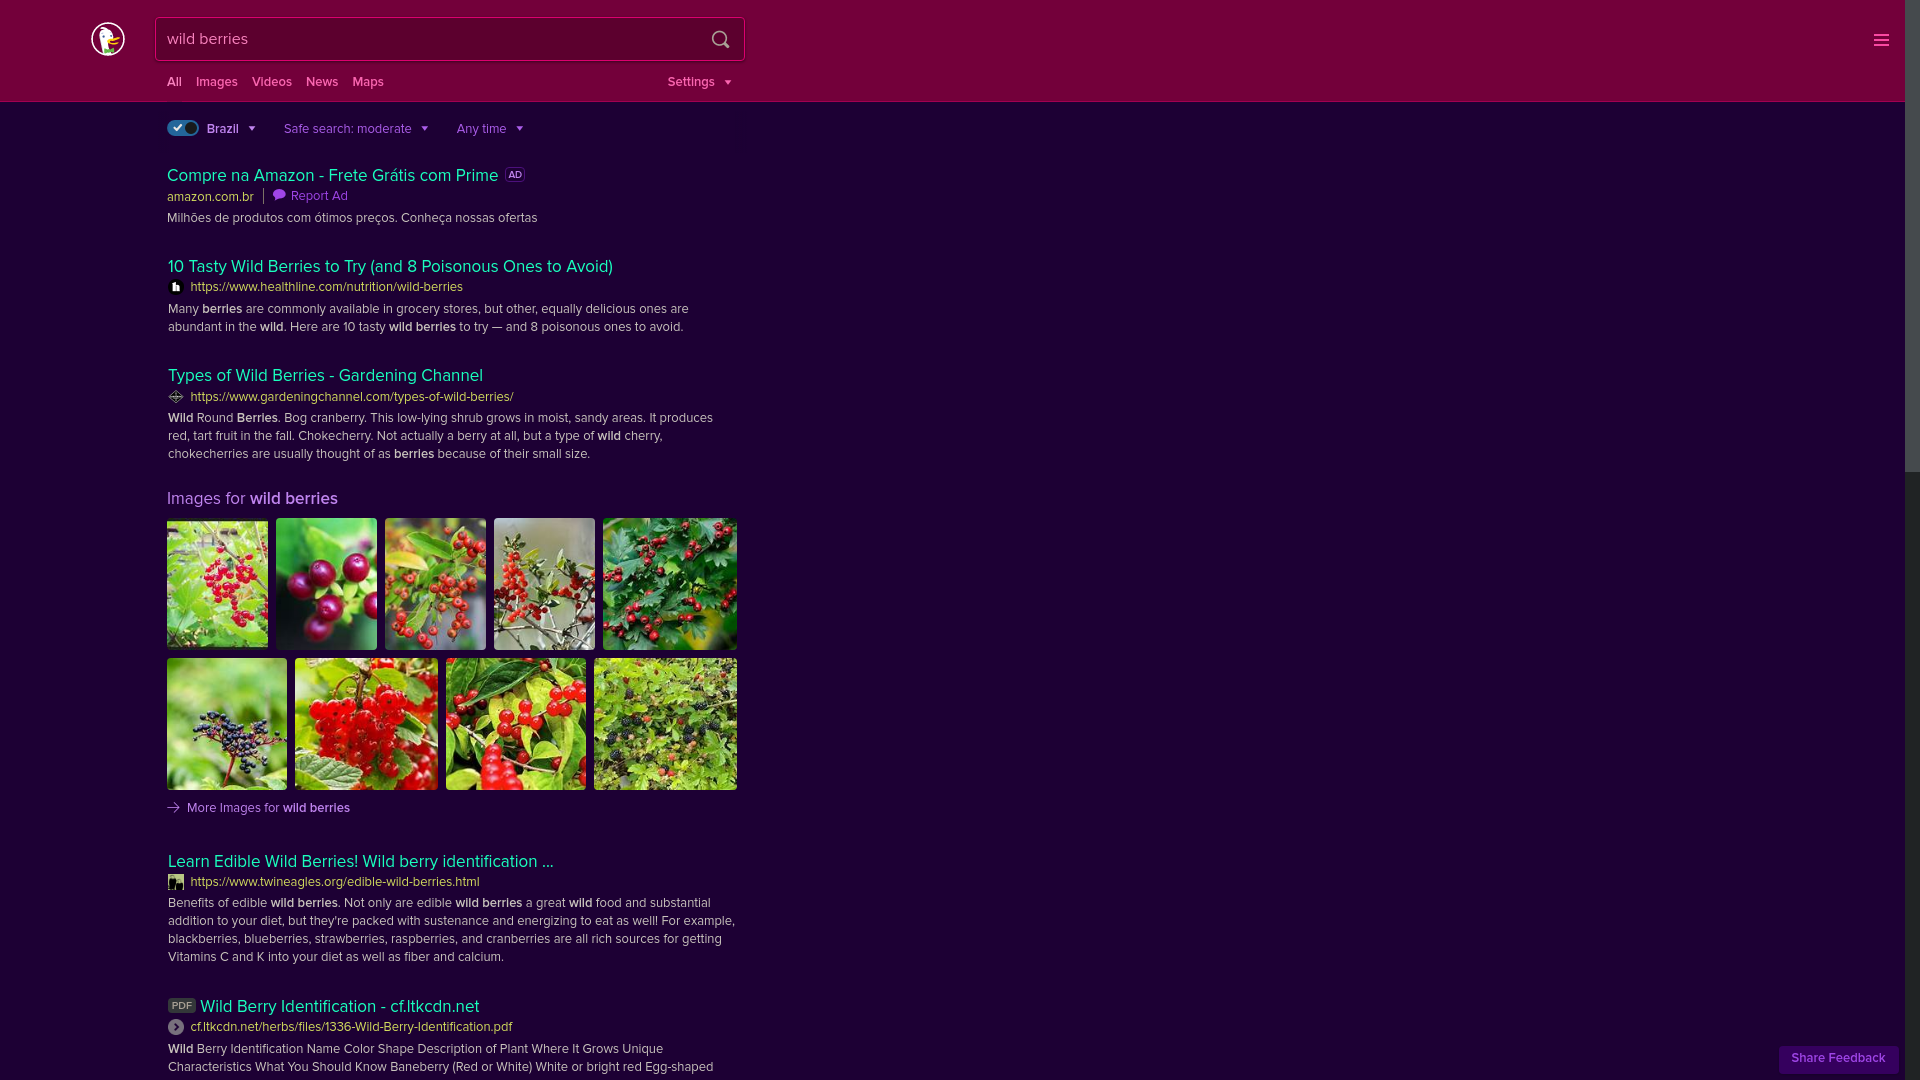 wild berries
All Images Videos News Maps Settings
Brazil Safe search: moderate Any time
Compre na Amazon - Frete Grátis com Prime AD
amazon.com.br Report Ad
Milhões de produtos com ótimos preços. Conheça nossas ofertas
10 Tasty Wild Berries to Try (and 8 Poisonous Ones to Avoid)
https://www.healthline.com/nutrition/wild-berries
Many berries are commonly available in grocery stores, but other, equally delicious ones are
abundant in the wild. Here are 10 tasty wild berries to try — and 8 poisonous ones to avoid.
Types of Wild Berries - Gardening Channel
https://www.gardeningchannel.com/types-of-wild-berries/
Wild Round Berries. Bog cranberry. This low-lying shrub grows in moist, sandy areas. It produces
red, tart fruit in the fall. Chokecherry. Not actually a berry at all, but a type of wild cherry,
chokecherries are usually thought of as berries because of their small size.
Images for wild berries
More Images for wild berries
Learn Edible Wild Berries! Wild berry identification ...
https://www.twineagles.org/edible-wild-berries.html
Benefits of edible wild berries. Not only are edible wild berries a great wild food and substantial
addition to your diet, but they're packed with sustenance and energizing to eat as well! For example,
blackberries, blueberries, strawberries, raspberries, and cranberries are all rich sources for getting
Vitamins C and K into your diet as well as fiber and calcium.
PDF Wild Berry Identification - cf.ltkcdn.net
cf.ltkcdn.net/herbs/files/1336-Wild-Berry-Identification.pdf
Wild Berry Identification Name Color Shape Description of Plant Where It Grows Unique
Characteristics What You Should Know Baneberry (Red or White) White or bright red Egg-shaped
Share Feedback